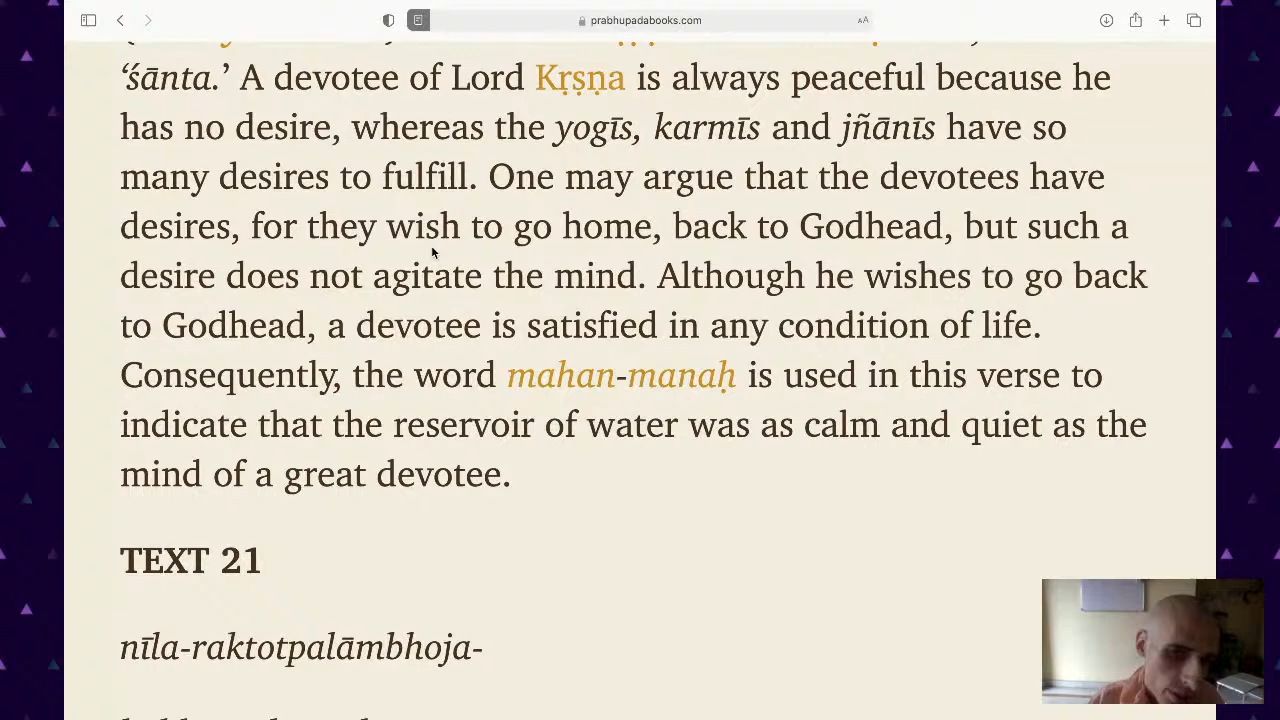 prabhupadabooks.com
'śānta.' A devotee of Lord Kṛṣṇa is always peaceful because he
has no desire, whereas the yogīs, karmīs and jñānīs have so
many desires to fulfill. One may argue that the devotees have
desires, for they wish to go home, back to Godhead, but such a
desire does not agitate the mind. Although he wishes to go back
to Godhead, a devotee is satisfied in any condition of life.
Consequently, the word mahan-manaḥ is used in this verse to
indicate that the reservoir of water was as calm and quiet as the
mind of a great devotee.
TEXT 21
nīla-raktotpalāmbhoja-